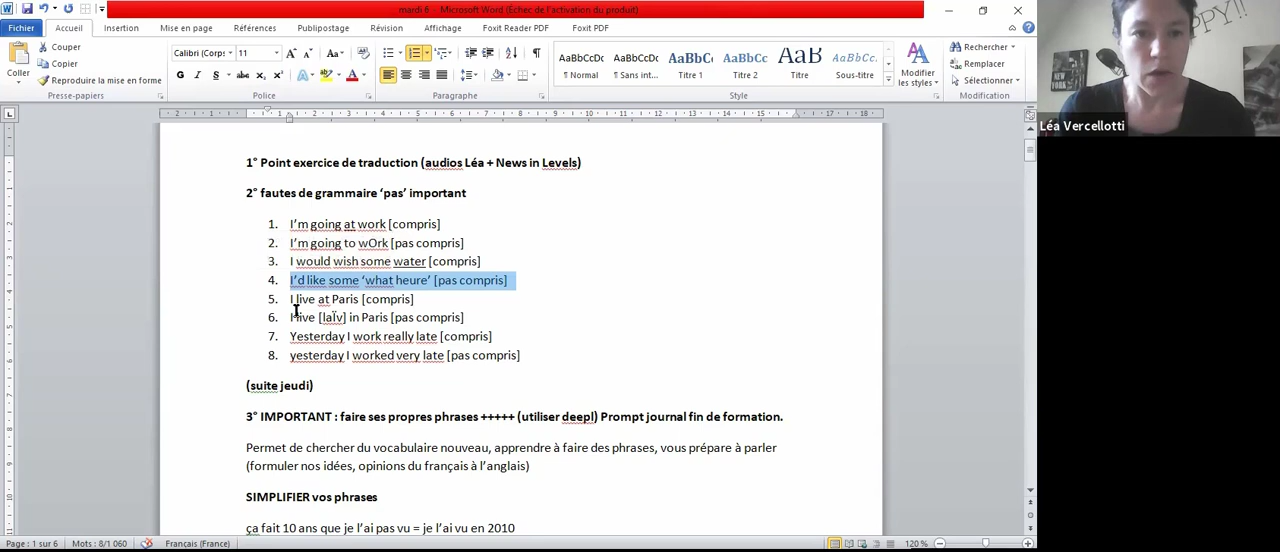 mardi 6 - Microsoft Word (Échec de l'activation du produit)
Fichier Accueil Insertion Mise en page Références Publipostage Révision Affichage Foxit Reader PDF Foxit PDF
Coller
Couper
Copier
Reproduire la mise en forme
Presse-papiers
Calibri (Corps 11
Police
Paragraphe
AaBbCcDd AaBbCcDd AaBbCc AaBbCc AaB AaBbCc.
¶ Normal ¶ Sans int... Titre 1 Titre 2 Titre Sous-titre
Style
Modifier les styles
Rechercher
Remplacer
Sélectionner
Modification
1° Point exercice de traduction (audios Léa + News in Levels)
2° fautes de grammaire ‘pas’ important
1. I’m going at work [compris]
2. I’m going to wOrk [pas compris]
3. I would wish some water [compris]
4. I’d like some ‘what heure’ [pas compris]
5. I live at Paris [compris]
6. I live [laÏv] in Paris [pas compris]
7. Yesterday I work really late [compris]
8. yesterday I worked very late [pas compris]
(suite jeudi)
3° IMPORTANT : faire ses propres phrases +++++ (utiliser deepl) Prompt journal fin de formation.
Permet de chercher du vocabulaire nouveau, apprendre à faire des phrases, vous prépare à parler
(formuler nos idées, opinions du français à l’anglais)
SIMPLIFIER vos phrases
ça fait 10 ans que je l’ai pas vu = je l’ai vu en 2010
Page : 1 sur 6 Mots : 8/1 060 Français (France) 120 %
Léa Vercellotti
NEW YORK